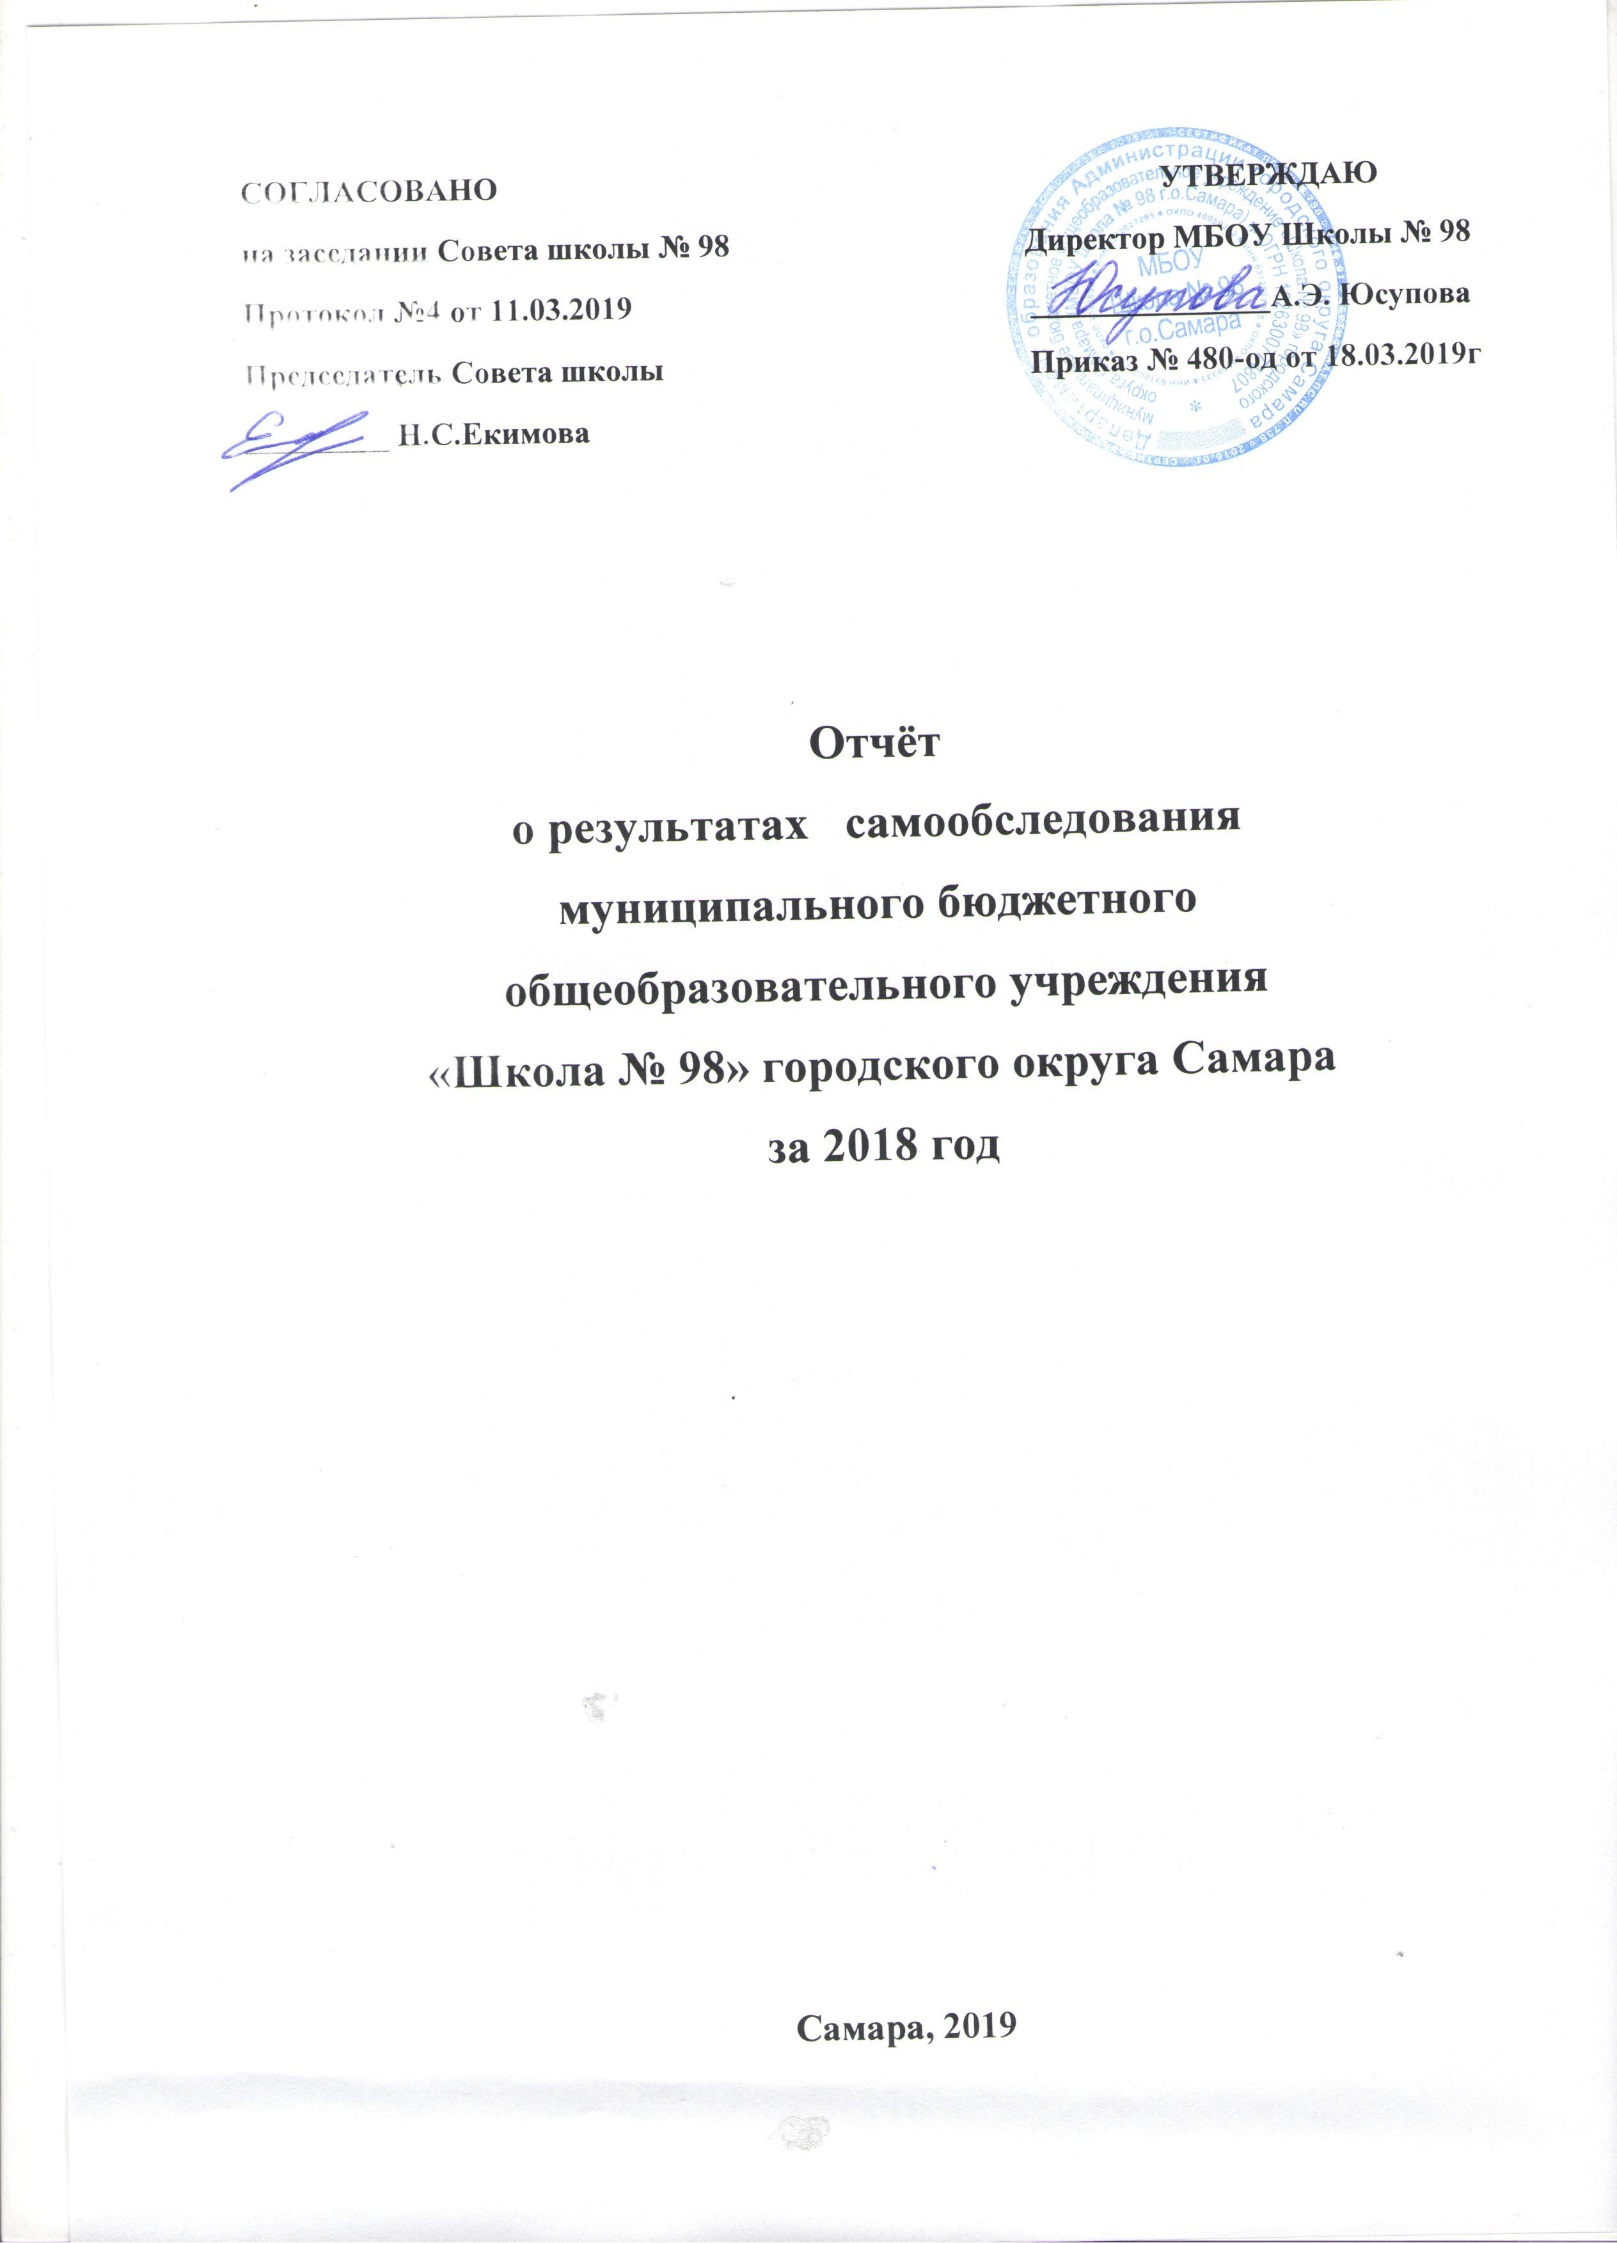 СОГЛАСОВАНО
на заседании Совета школы № 98
Протокол №4 от 11.03.2019
Председатель Совета школы
Н.С.Екимова
УТВЕРЖДАЮ
Директор МБОУ Школы № 98
Юсупова А.Э. Юсупова
Приказ № 480-од от 18.03.2019г
МБОУ
г.о.Самара
Отчёт
о результатах самообследования
муниципального бюджетного
общеобразовательного учреждения
«Школа № 98» городского округа Самара
за 2018 год
Самара, 2019